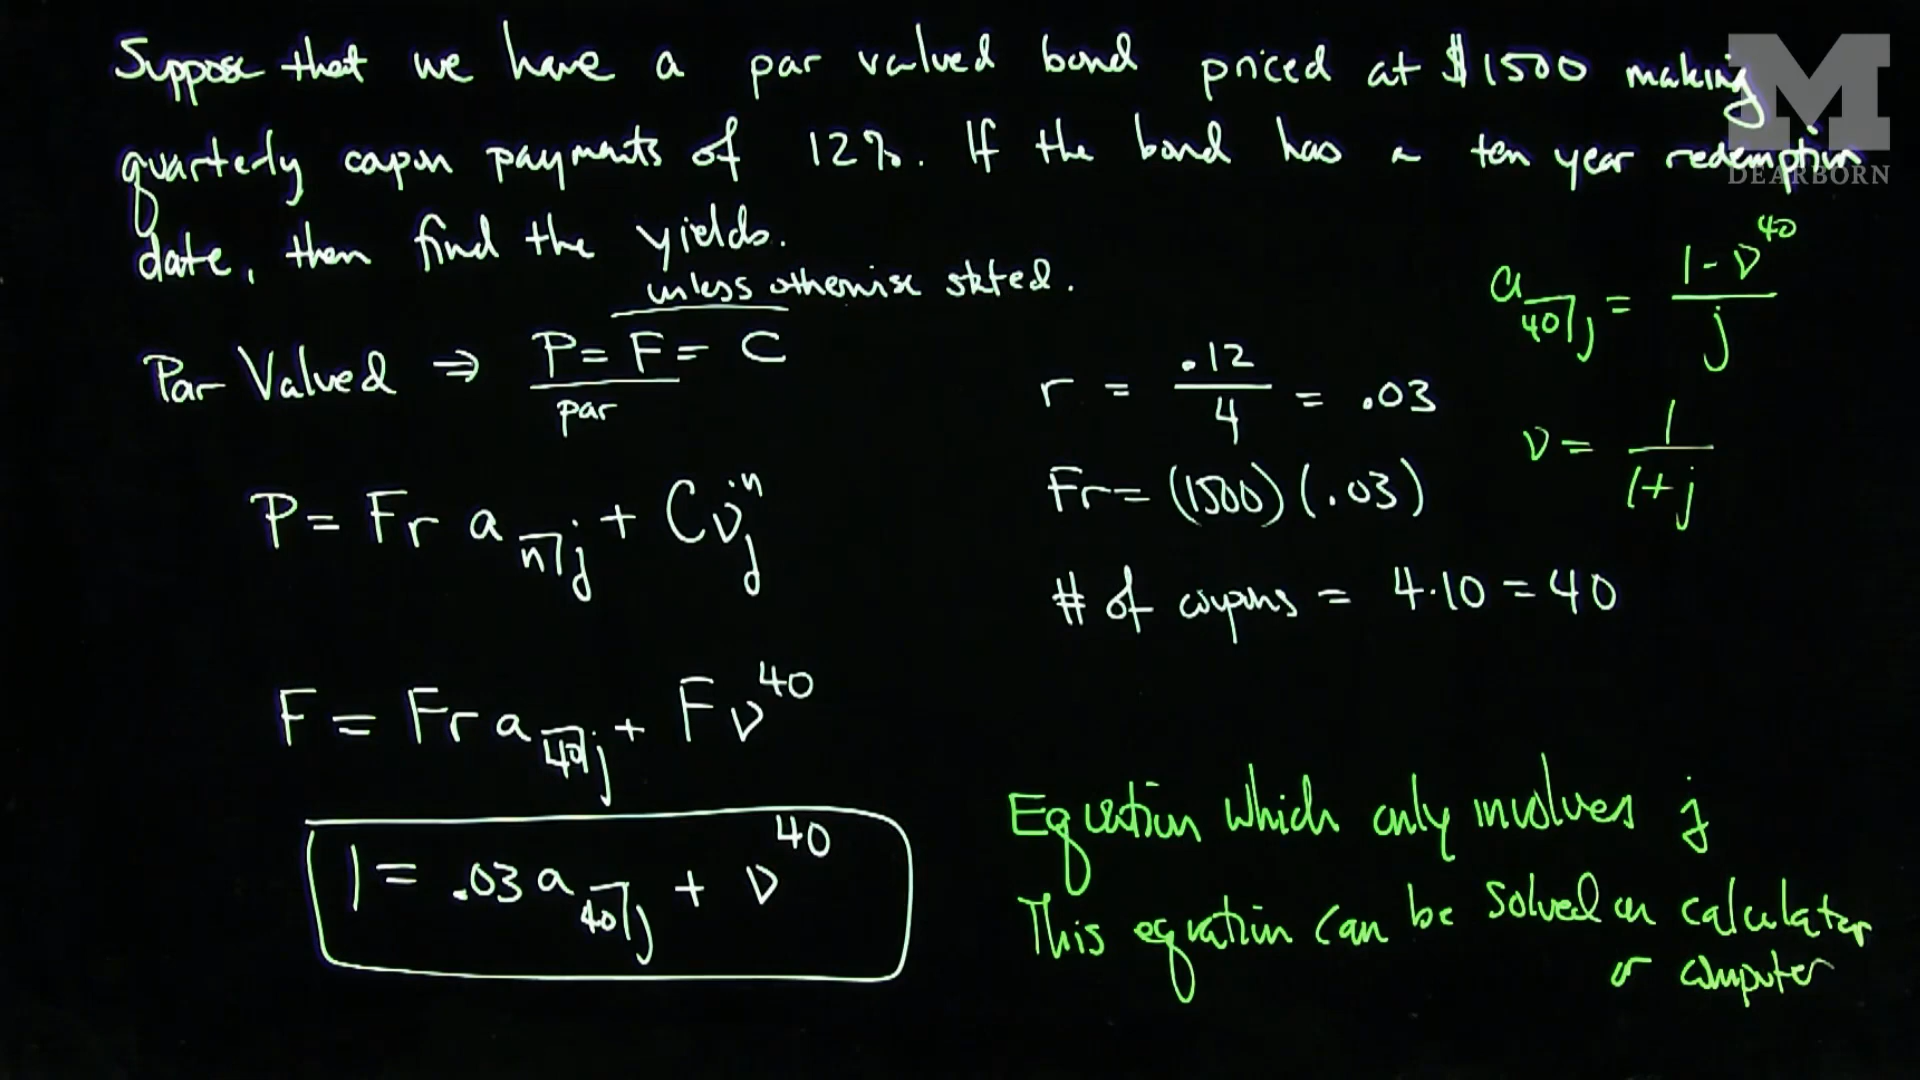 Suppose that we have a par valued bond priced at $1500 making
quarterly capon payments of 12%. If the bond has a ten year redemption
date, then find the yields.
unless otherwise stated.
Par Valued ⇒ P = F = C
par
P = Fr a n⌉j + Cν_j^n
F = Fr a 40⌉j + Fν^40
1 = .03 a 40⌉j + ν^40
r = .12/4 = .03
Fr = (1500)(.03)
# of coupons = 4·10 = 40
a 40⌉j = (1-ν^40)/j
ν = 1/(1+j)
Equation which only involves j
This equation can be solved on calculator
or computer
M
DEARBORN